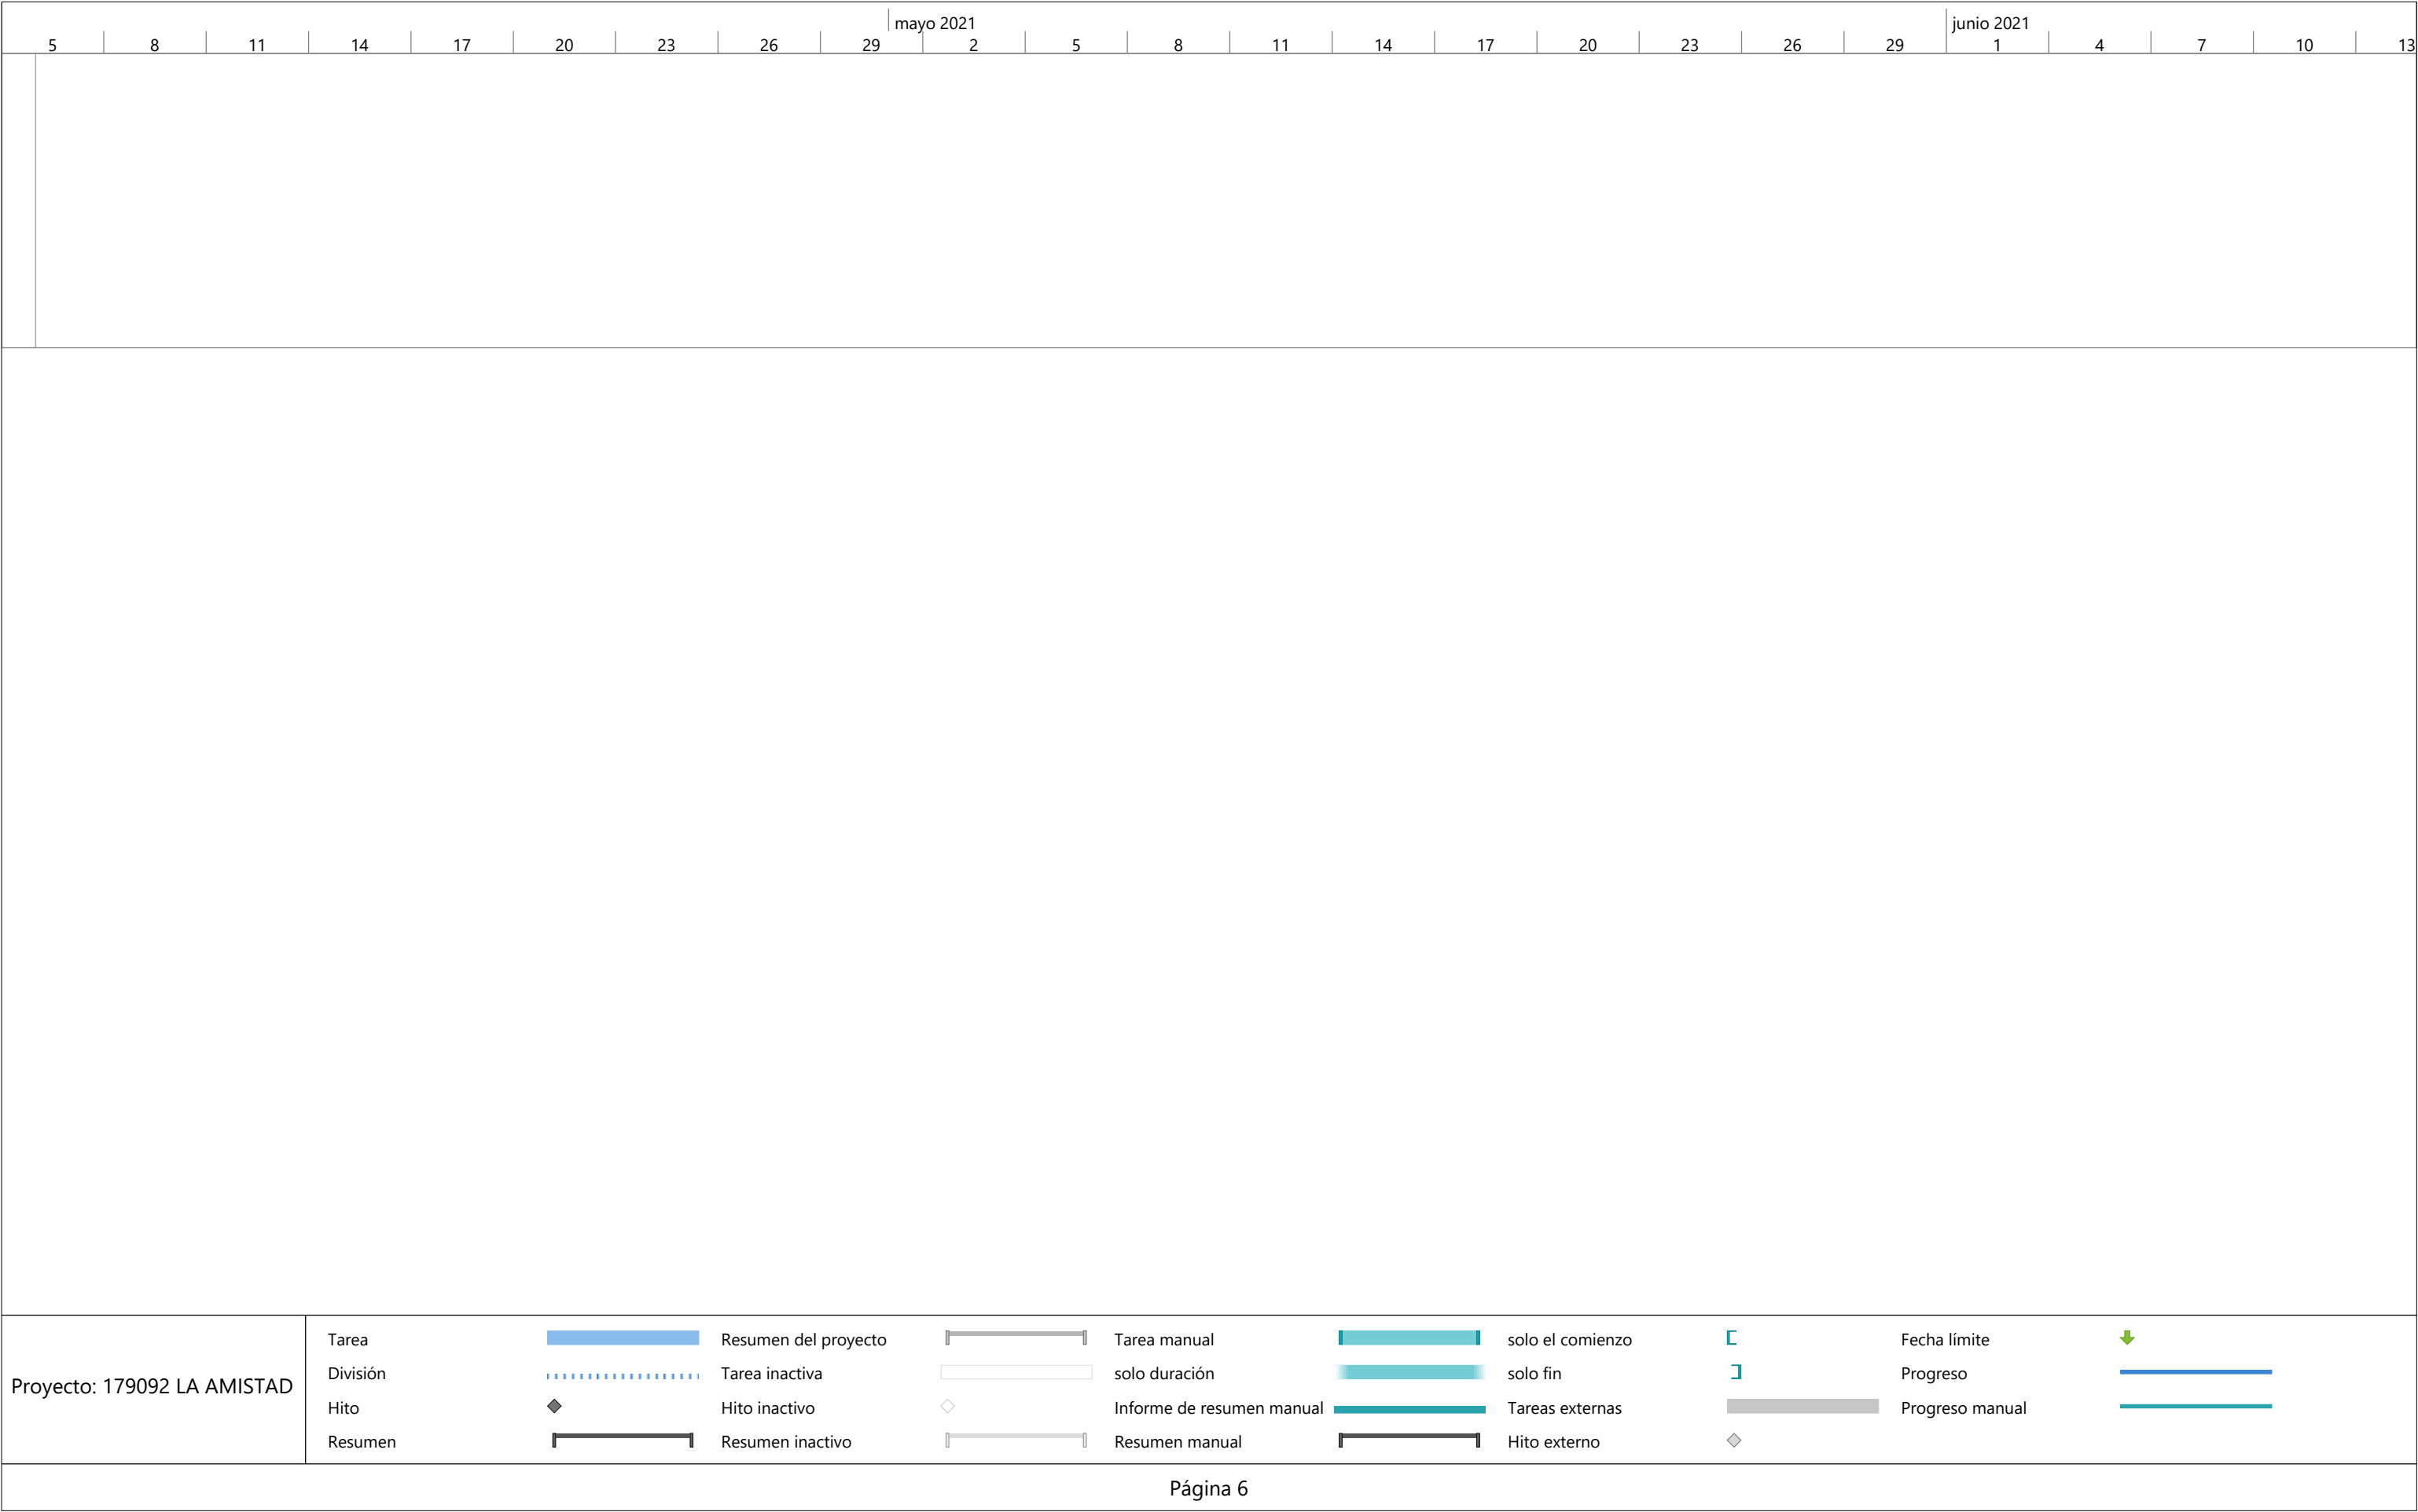 mayo 2021 junio 2021
5 8 11 14 17 20 23 26 29 2 5 8 11 14 17 20 23 26 29 1 4 7 10 13
Proyecto: 179092 LA AMISTAD
Tarea
División
Hito
Resumen
Resumen del proyecto
Tarea inactiva
Hito inactivo
Resumen inactivo
Tarea manual
solo duración
Informe de resumen manual
Resumen manual
solo el comienzo
solo fin
Tareas externas
Hito externo
Fecha límite
Progreso
Progreso manual
Página 6